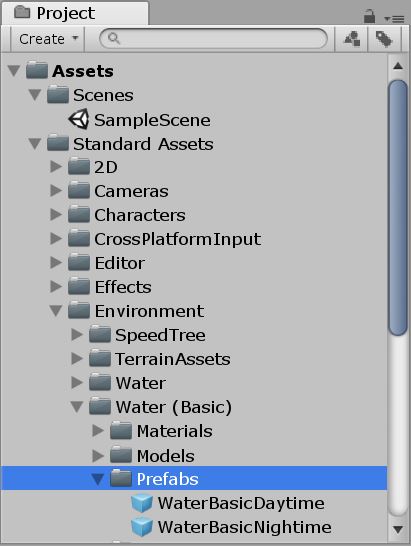 Project
Create
Assets
Scenes
SampleScene
Standard Assets
2D
Cameras
Characters
CrossPlatformInput
Editor
Effects
Environment
SpeedTree
TerrainAssets
Water
Water (Basic)
Materials
Models
Prefabs
WaterBasicDaytime
WaterBasicNightime